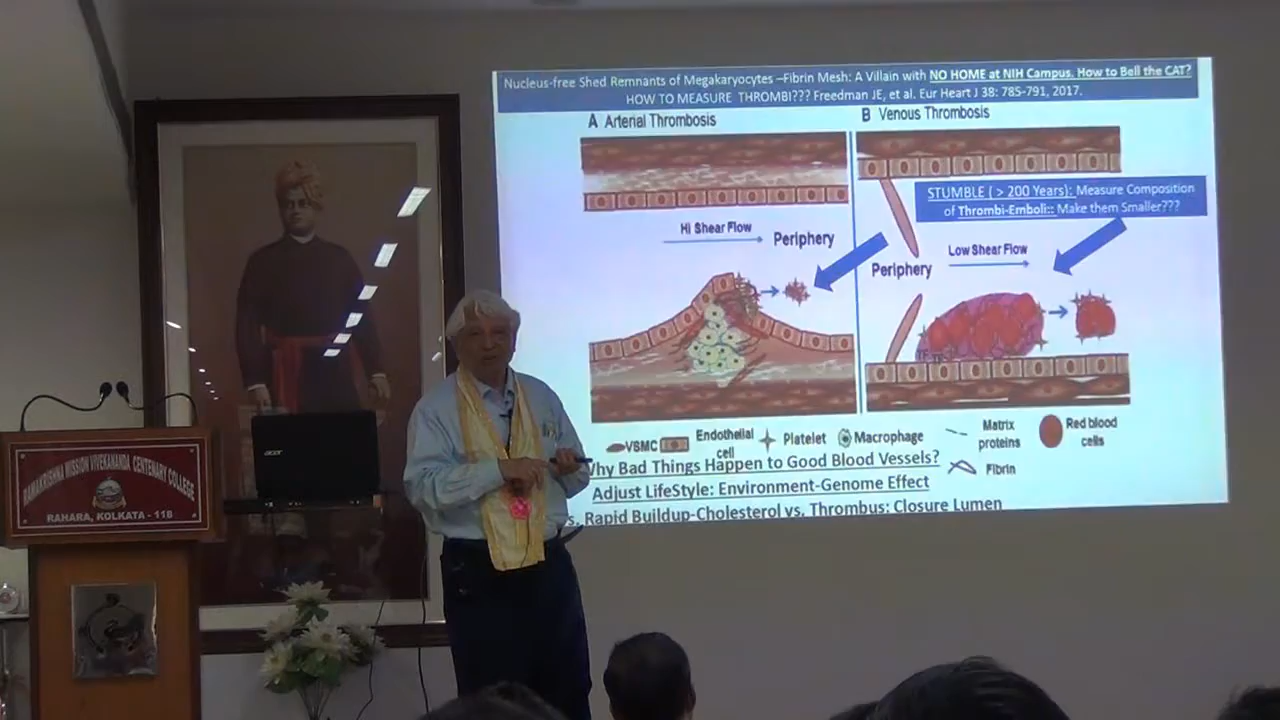 Nucleus-free Shed Remnants of Megakaryocytes –Fibrin Mesh: A Villain with NO HOME at NIH Campus. How to Bell the CAT?
HOW TO MEASURE THROMBI??? Freedman JE, et al. Eur Heart J 38: 785-791, 2017.
A Arterial Thrombosis
B Venous Thrombosis
STUMBLE ( > 200 Years): Measure Composition
of Thrombi-Emboli:: Make them Smaller???
Hi Shear Flow
Periphery
Low Shear Flow
Periphery
VSMC
Endothelial
cell
Platelet
Macrophage
Matrix
proteins
Red blood
cells
Fibrin
Why Bad Things Happen to Good Blood Vessels?
Adjust LifeStyle: Environment-Genome Effect
s. Rapid Buildup-Cholesterol vs. Thrombus: Closure Lumen
acer
RAMAKRISHNA MISSION VIVEKANANDA CENTENARY COLLEGE
RAHARA, KOLKATA - 118